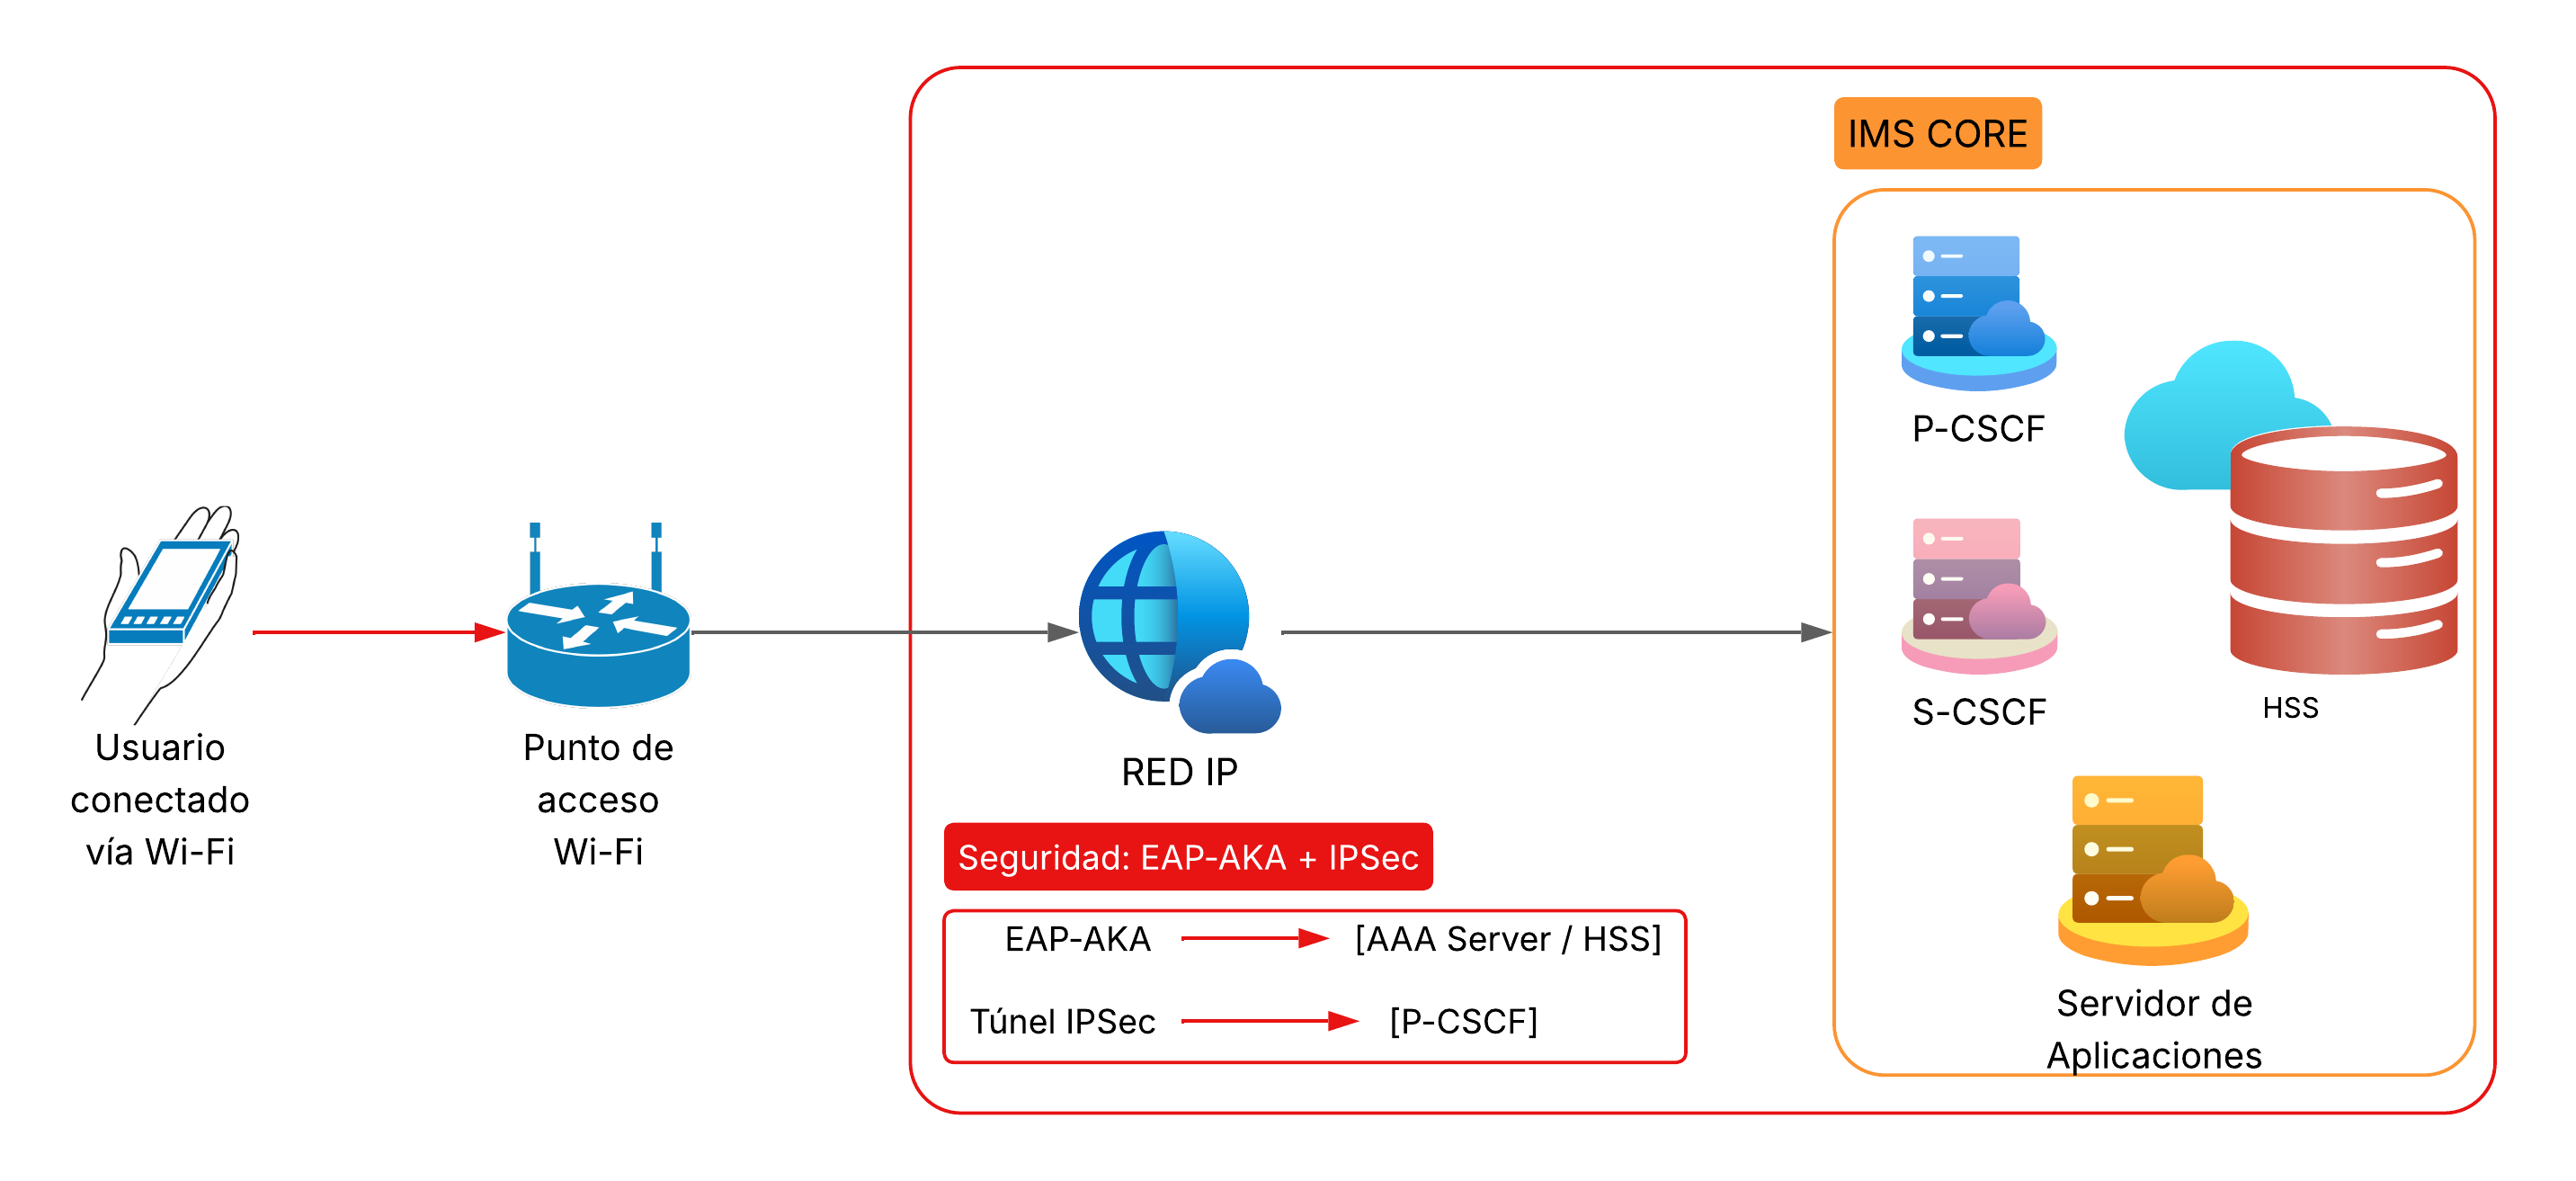 IMS CORE
P-CSCF
S-CSCF
HSS
Usuario
conectado
vía Wi-Fi
Punto de
acceso
Wi-Fi
RED IP
Seguridad: EAP-AKA + IPSec
EAP-AKA [AAA Server / HSS]
Túnel IPSec [P-CSCF]
Servidor de
Aplicaciones